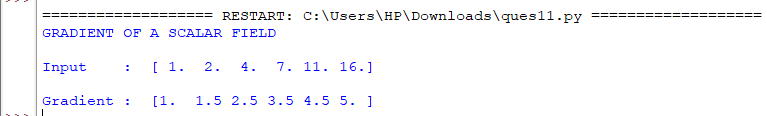 >>>
=================== RESTART: C:\Users\HP\Downloads\ques11.py ===================
GRADIENT OF A SCALAR FIELD
Input    :  [ 1.  2.  4.  7. 11. 16.]
Gradient :  [1.  1.5 2.5 3.5 4.5 5. ]
>>>